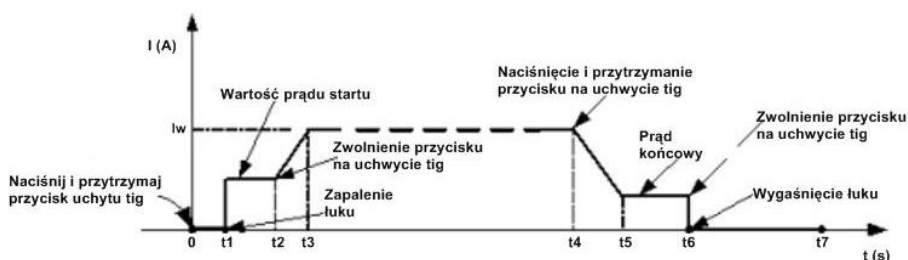 I (A)
Naciśnięcie i przytrzymanie
przycisku na uchwycie tig
Wartość prądu startu
Zwolnienie przycisku
na uchwycie tig
Iw
Zwolnienie przycisku
na uchwycie tig
Prąd
końcowy
Naciśnij i przytrzymaj
przycisk uchytu tig
Zapalenie
łuku
Wygaśnięcie łuku
0 t1 t2 t3 t4 t5 t6 t7
t (s)